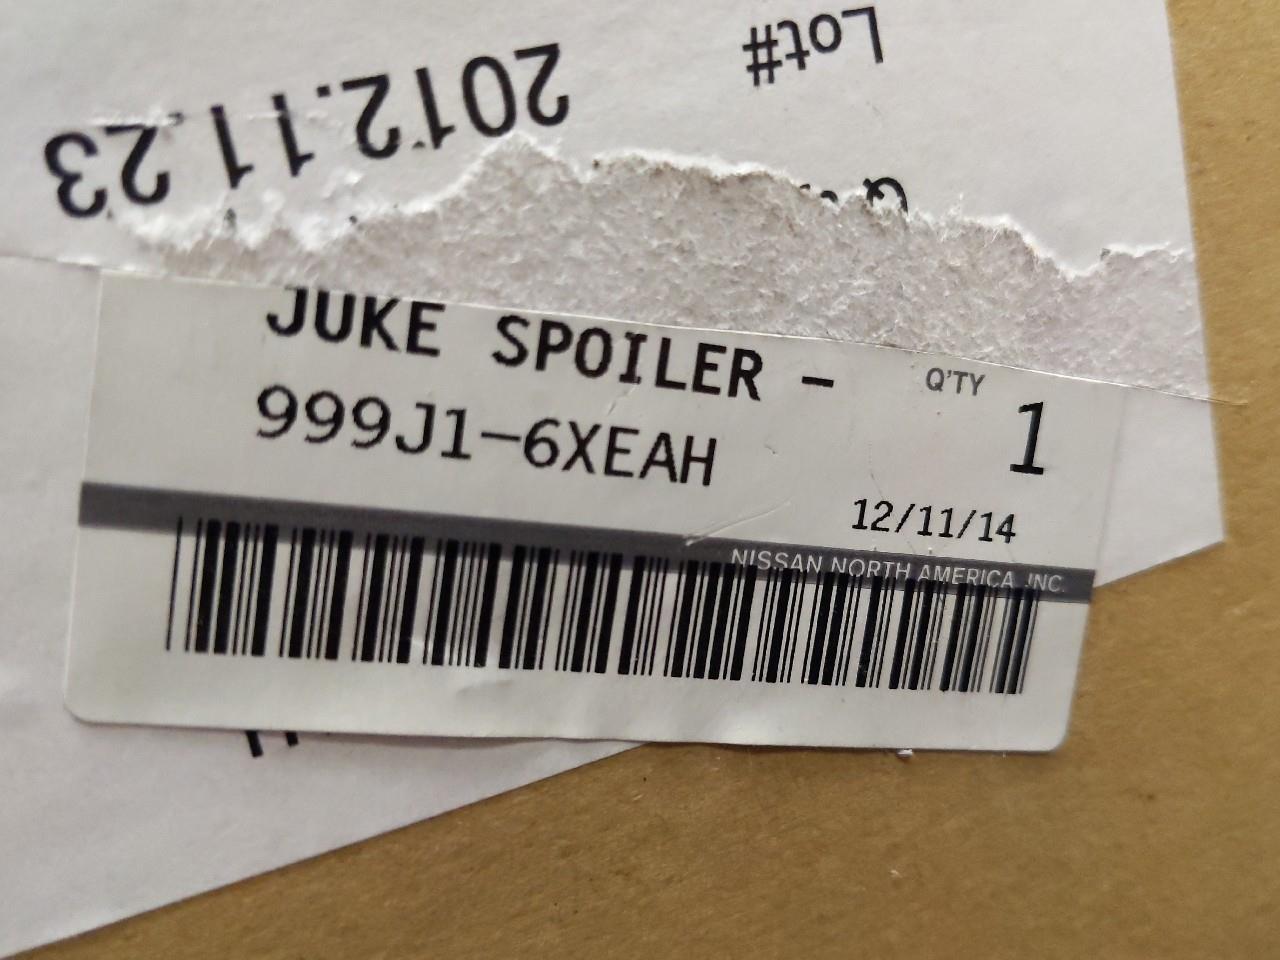 Lot#
2012.11.23
JUKE SPOILER -
Q'TY
999J1-6XEAH
1
12/11/14
NISSAN NORTH AMERICA, INC.